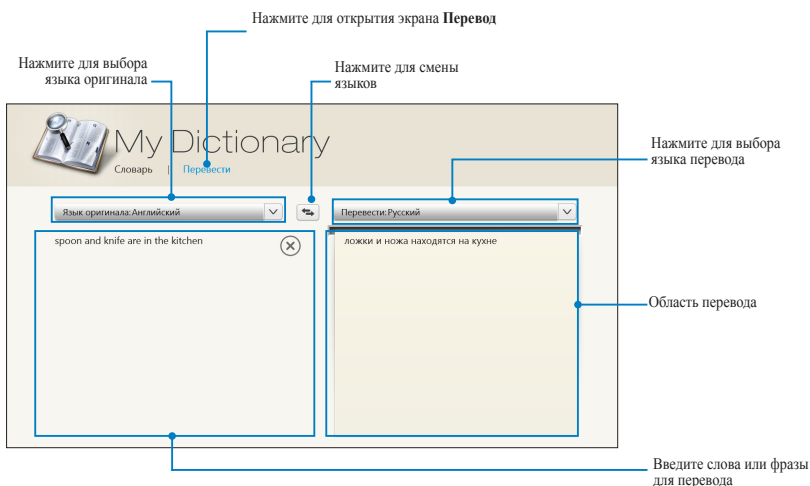 Нажмите для открытия экрана Перевод
Нажмите для выбора
языка оригинала
Нажмите для смены
языков
My Dictionary
Словарь | Перевести
Нажмите для выбора
языка перевода
Язык оригинала:Английский
Перевести:Русский
spoon and knife are in the kitchen
ложки и ножа находятся на кухне
Область перевода
Введите слова или фразы
для перевода